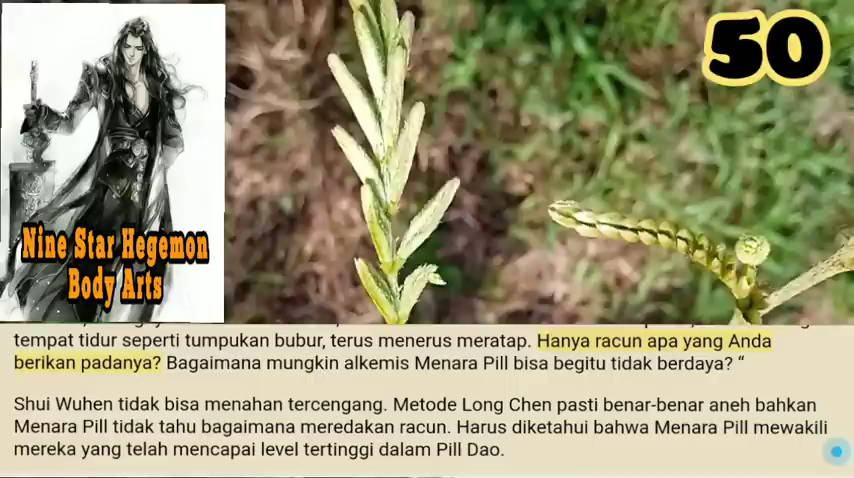 50
Nine Star Hegemon
Body Arts
tempat tidur seperti tumpukan bubur, terus menerus meratap. Hanya racun apa yang Anda
berikan padanya? Bagaimana mungkin alkemis Menara Pill bisa begitu tidak berdaya? “
Shui Wuhen tidak bisa menahan tercengang. Metode Long Chen pasti benar-benar aneh bahkan
Menara Pill tidak tahu bagaimana meredakan racun. Harus diketahui bahwa Menara Pill mewakili
mereka yang telah mencapai level tertinggi dalam Pill Dao.